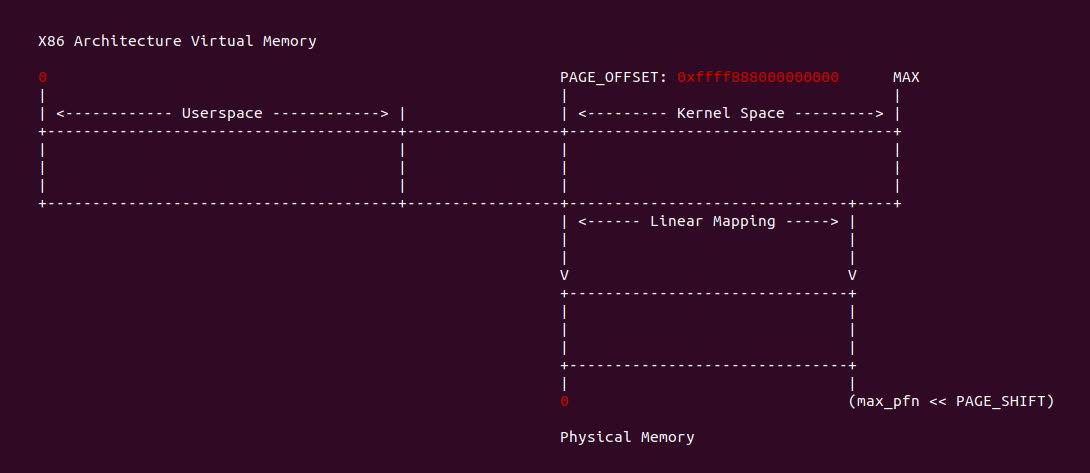 X86 Architecture Virtual Memory
0 PAGE_OFFSET: 0xffff888000000000 MAX
<------------ Userspace ------------> <--------- Kernel Space --------->
<------ Linear Mapping ----->
V V
0 (max_pfn << PAGE_SHIFT)
Physical Memory